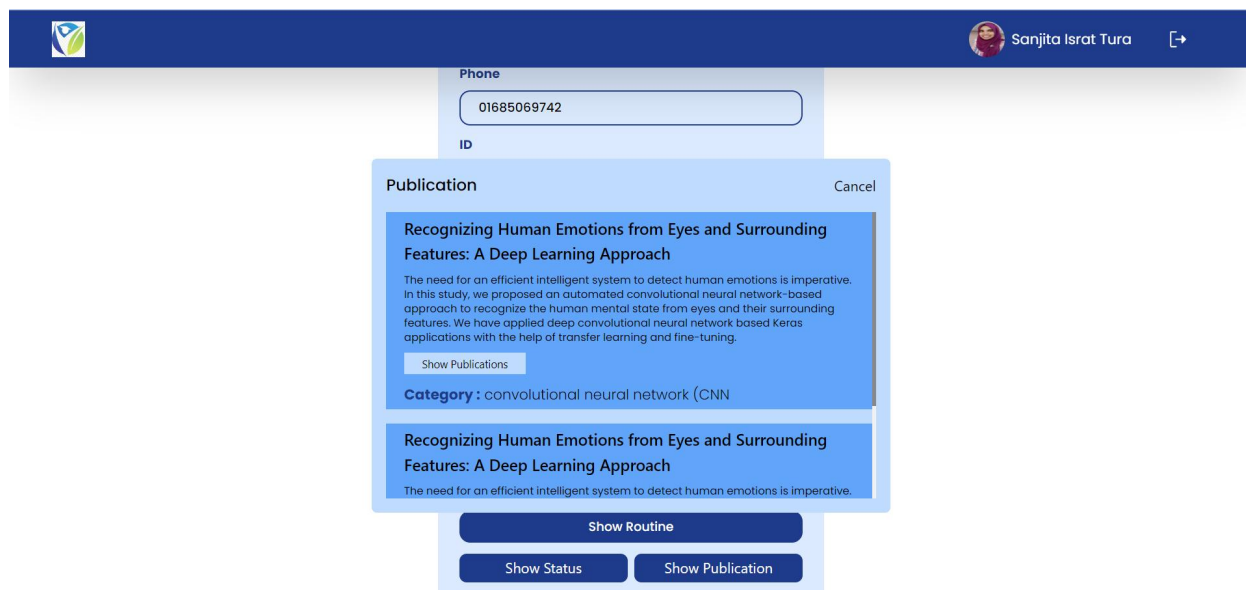 Sanjita Israt Tura
Phone
01685069742
ID
Publication
Cancel
Recognizing Human Emotions from Eyes and Surrounding
Features: A Deep Learning Approach
The need for an efficient intelligent system to detect human emotions is imperative.
In this study, we proposed an automated convolutional neural network-based
approach to recognize the human mental state from eyes and their surrounding
features. We have applied deep convolutional neural network based Keras
applications with the help of transfer learning and fine-tuning.
Show Publications
Category : convolutional neural network (CNN
Recognizing Human Emotions from Eyes and Surrounding
Features: A Deep Learning Approach
The need for an efficient intelligent system to detect human emotions is imperative.
Show Routine
Show Status
Show Publication